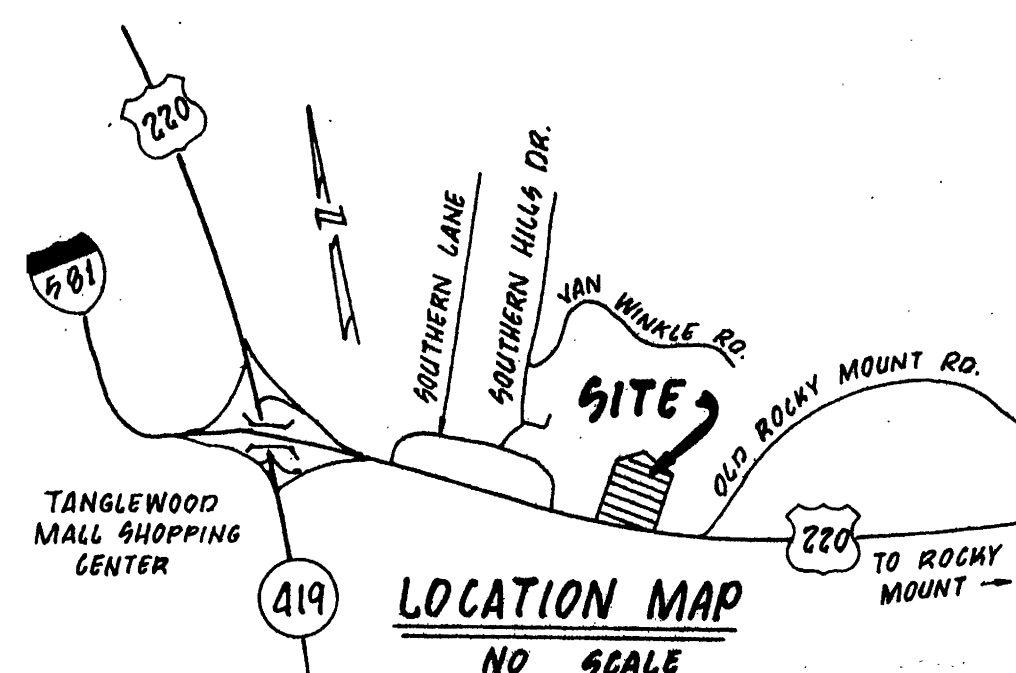 220
N
581
SOUTHERN LANE
SOUTHERN HILLS DR.
VAN WINKLE RD.
SITE
OLD ROCKY MOUNT RD.
TANGLEWOOD
MALL SHOPPING
CENTER
419
220
TO ROCKY
MOUNT
LOCATION MAP
NO SCALE